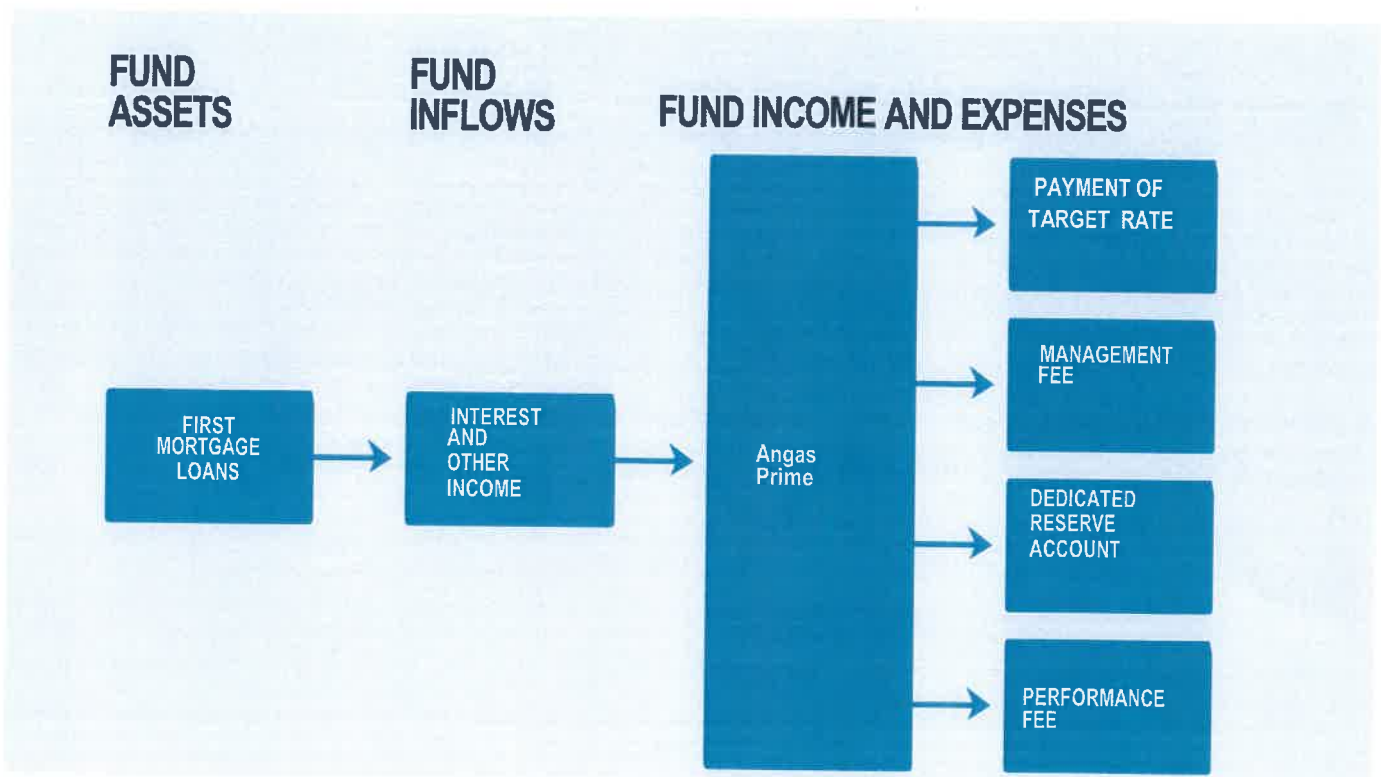 FUND
ASSETS
FUND
INFLOWS
FUND INCOME AND EXPENSES
FIRST
MORTGAGE
LOANS
INTEREST
AND
OTHER
INCOME
Angas
Prime
PAYMENT OF
TARGET RATE
MANAGEMENT
FEE
DEDICATED
RESERVE
ACCOUNT
PERFORMANCE
FEE